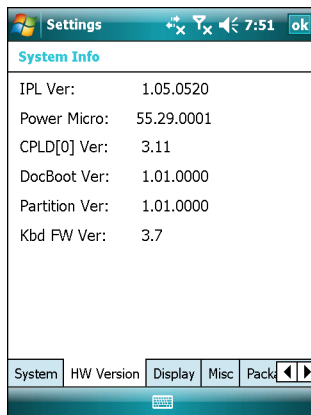 Settings 7:51 ok
System Info
IPL Ver: 1.05.0520
Power Micro: 55.29.0001
CPLD[0] Ver: 3.11
DocBoot Ver: 1.01.0000
Partition Ver: 1.01.0000
Kbd FW Ver: 3.7
System HW Version Display Misc Packa